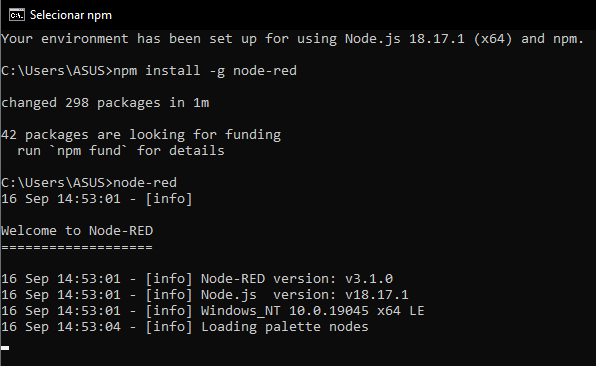 Selecionar npm
Your environment has been set up for using Node.js 18.17.1 (x64) and npm.
C:\Users\ASUS>npm install -g node-red
changed 298 packages in 1m
42 packages are looking for funding
  run `npm fund` for details
C:\Users\ASUS>node-red
16 Sep 14:53:01 - [info]
Welcome to Node-RED
===================
16 Sep 14:53:01 - [info] Node-RED version: v3.1.0
16 Sep 14:53:01 - [info] Node.js  version: v18.17.1
16 Sep 14:53:01 - [info] Windows_NT 10.0.19045 x64 LE
16 Sep 14:53:04 - [info] Loading palette nodes